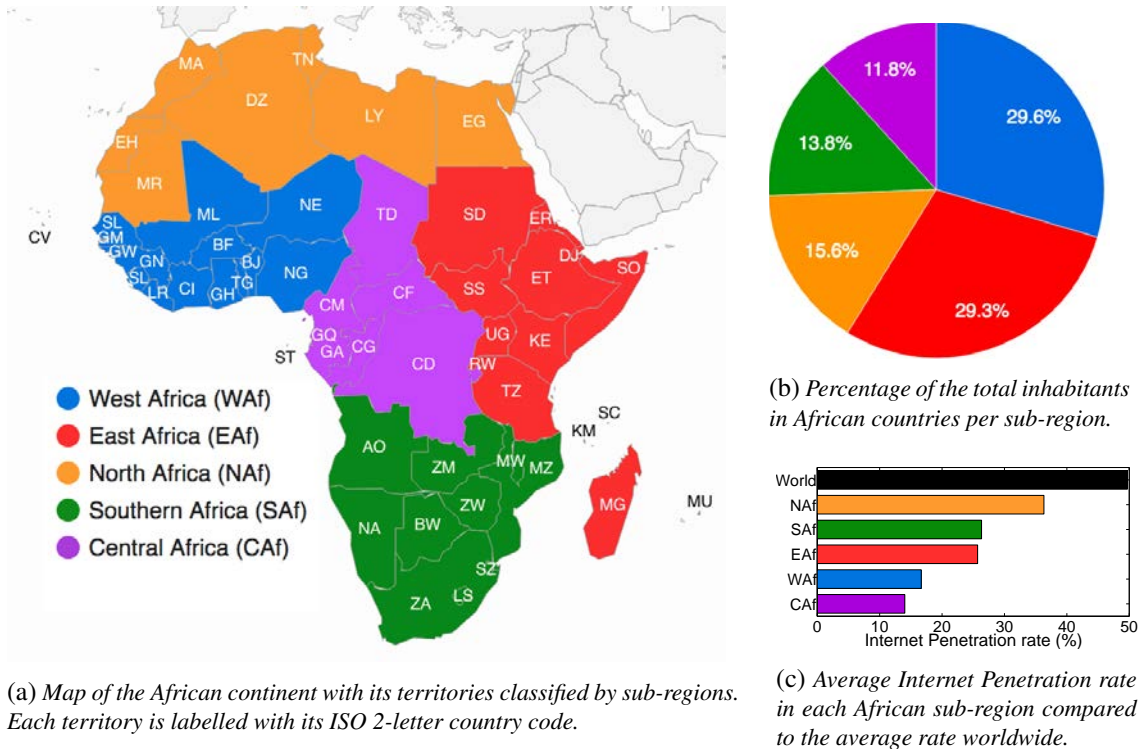 MA
TN
DZ
LY
EG
EH
MR
CV
SL
GM
GW
GN
SL
LR
CI
ML
BF
GH
TG
BJ
NE
NG
TD
SD
ER
DJ
SO
ET
SS
CF
CM
GQ
GA
CG
ST
CD
UG
KE
RW
TZ
SC
KM
AO
ZM
MW
MZ
MG
MU
NA
BW
ZW
SZ
LS
ZA
West Africa (WAf)
East Africa (EAf)
North Africa (NAf)
Southern Africa (SAf)
Central Africa (CAf)
(a) Map of the African continent with its territories classified by sub-regions.
Each territory is labelled with its ISO 2-letter country code.
11.8%
29.6%
13.8%
15.6%
29.3%
(b) Percentage of the total inhabitants
in African countries per sub-region.
World
NAf
SAf
EAf
WAf
CAf
0 10 20 30 40 50
Internet Penetration rate (%)
(c) Average Internet Penetration rate
in each African sub-region compared
to the average rate worldwide.